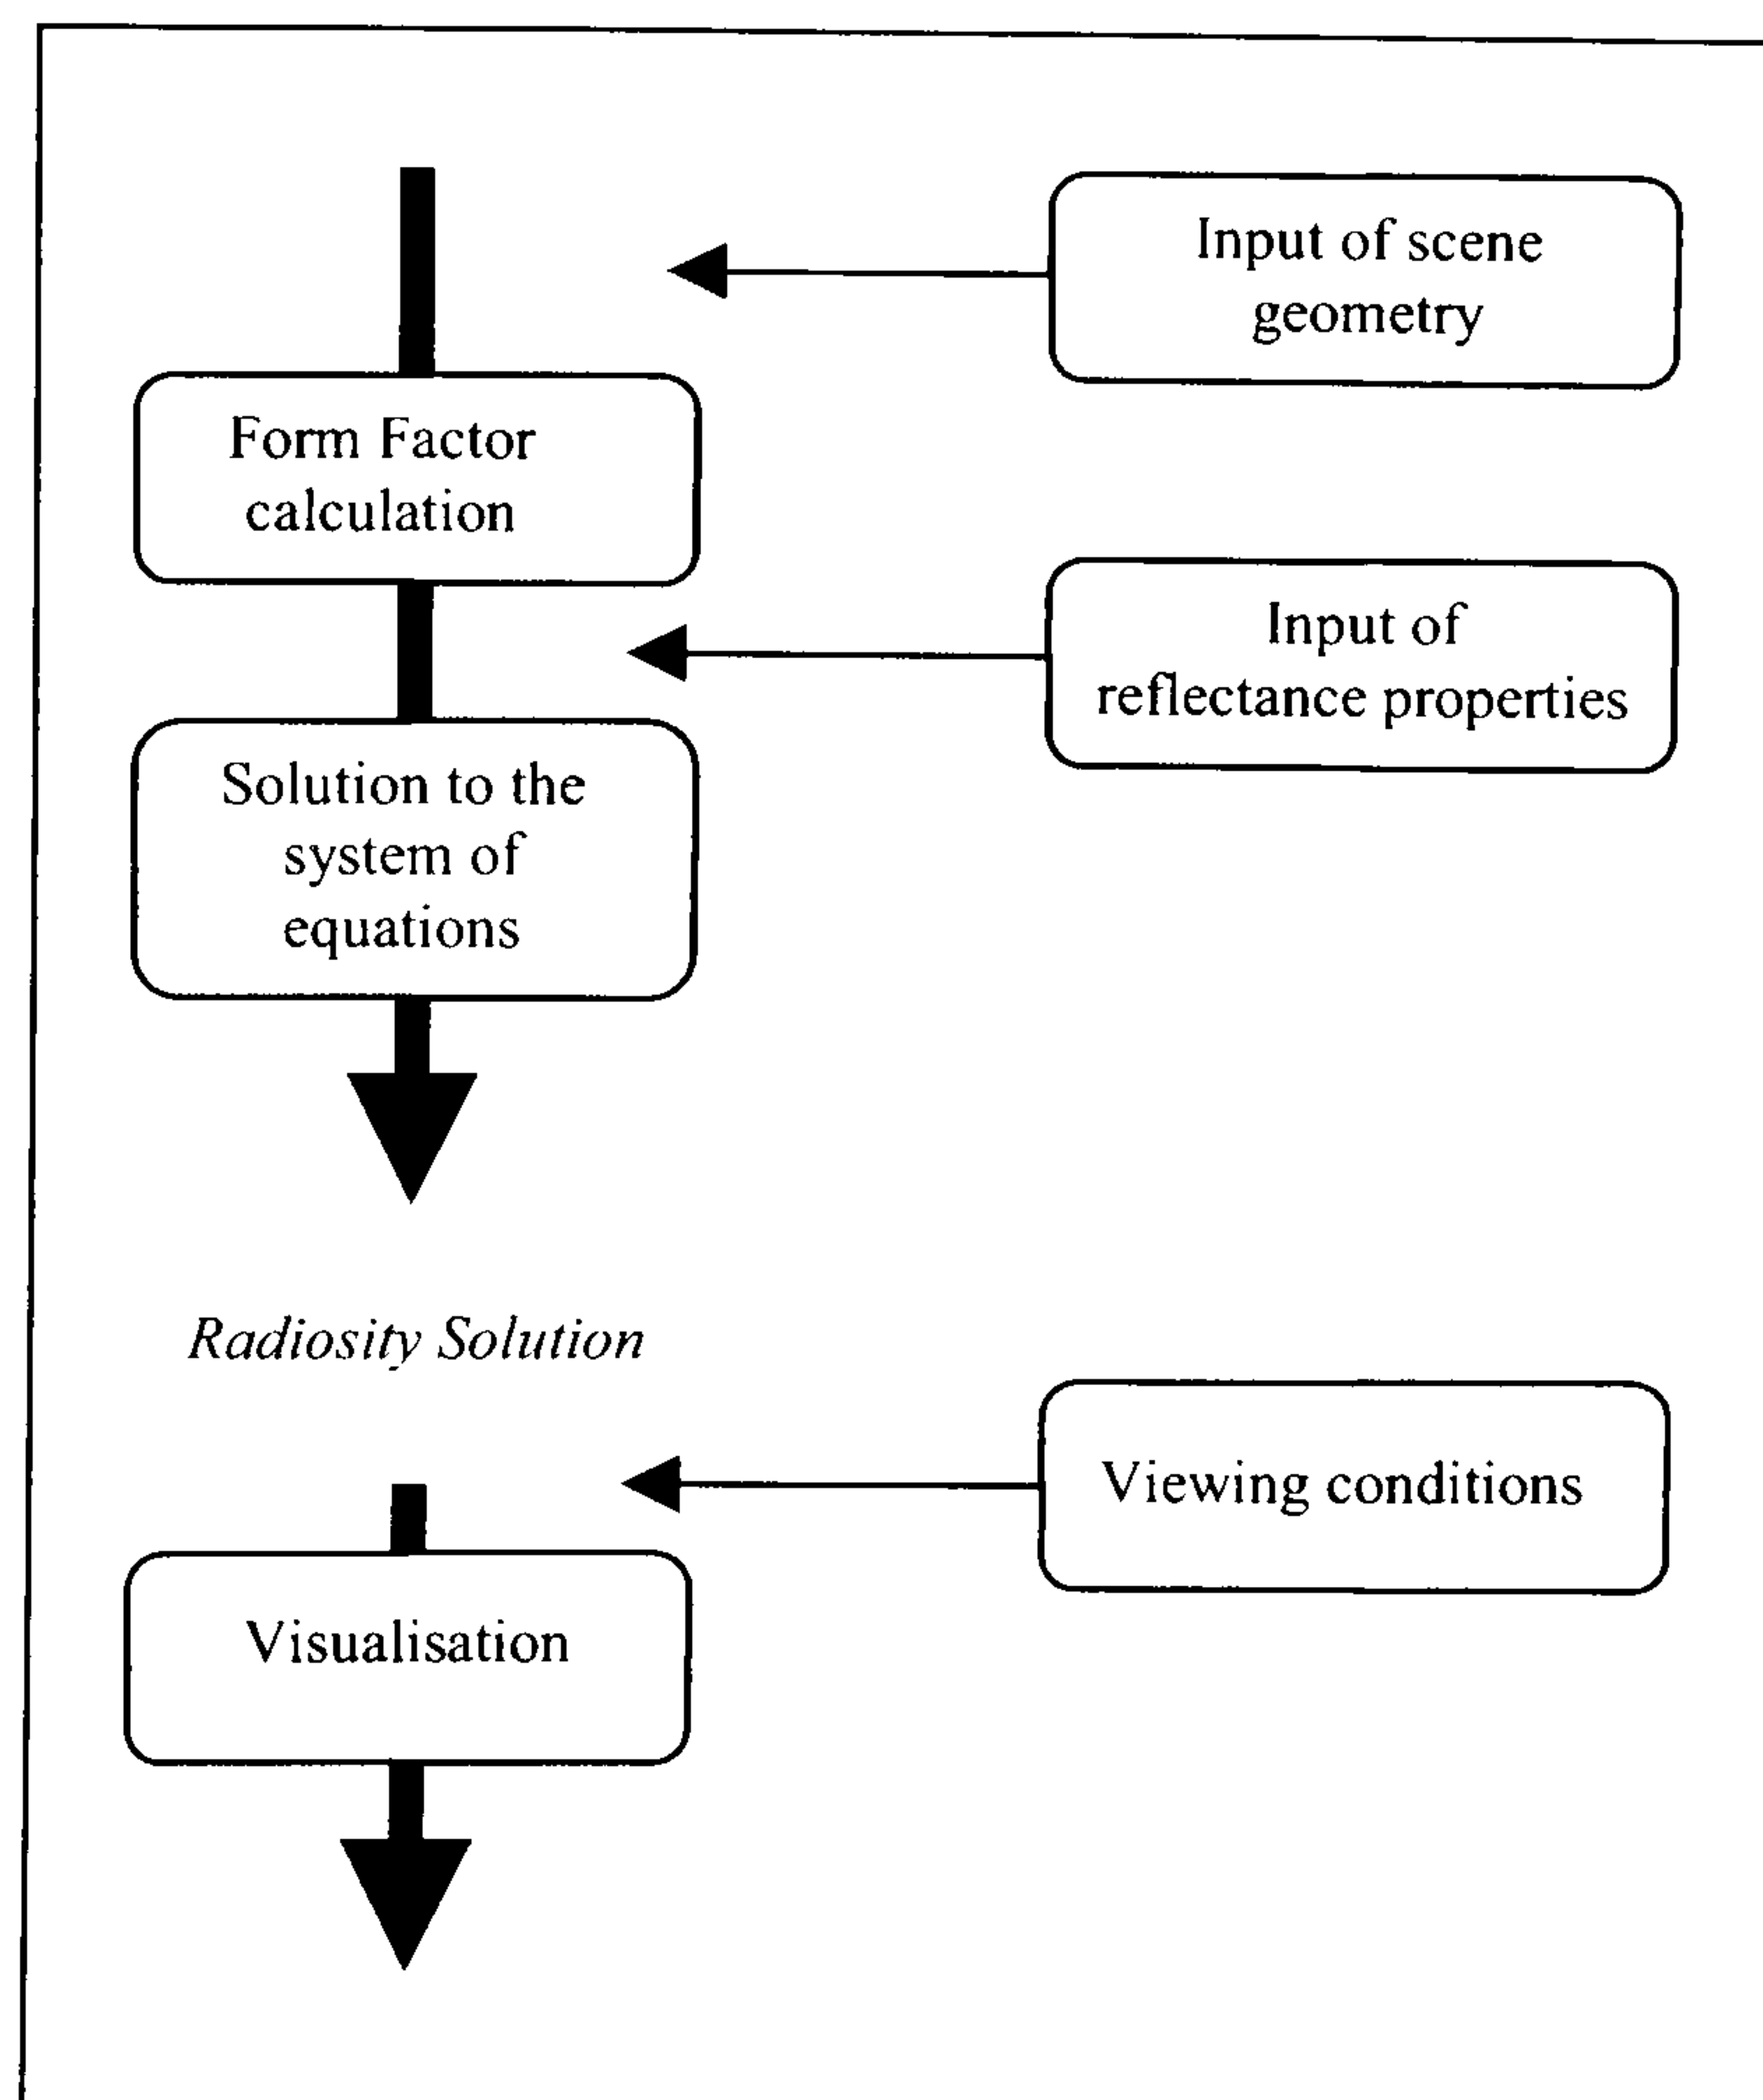 Input of scene
geometry
Form Factor
calculation
Input of
reflectance properties
Solution to the
system of
equations
Radiosity Solution
Viewing conditions
Visualisation